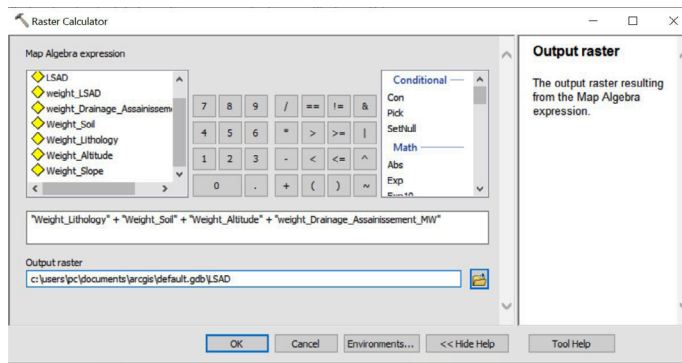 Raster Calculator
Map Algebra expression
LSAD
weight_LSAD
weight_Drainage_Assainissem
Weight_Soil
Weight_Lithology
Weight_Altitude
Weight_Slope
7 8 9 / == != &
4 5 6 * > >= |
1 2 3 - < <= ^
0 . + ( ) ~
Conditional
Con
Pick
SetNull
Math
Abs
Exp
Exp10
"Weight_Lithology" + "Weight_Soil" + "Weight_Altitude" + "weight_Drainage_Assainissement_MW"
Output raster
c:\users\pc\documents\arcgis\default.gdb\LSAD
OK Cancel Environments... << Hide Help Tool Help
Output raster
The output raster resulting
from the Map Algebra
expression.